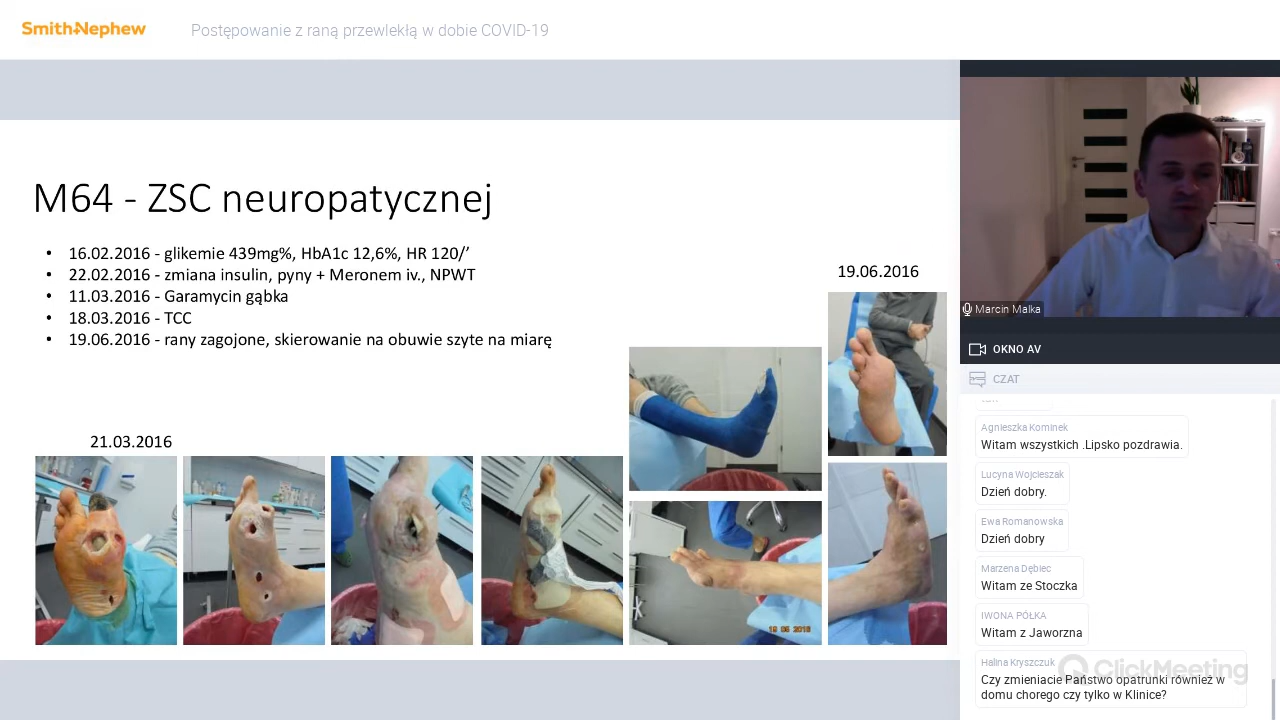 Smith+Nephew
Postępowanie z raną przewlekłą w dobie COVID-19
M64 - ZSC neuropatycznej
• 16.02.2016 - glikemie 439mg%, HbA1c 12,6%, HR 120/’
• 22.02.2016 - zmiana insulin, pyny + Meronem iv., NPWT
• 11.03.2016 - Garamycin gąbka
• 18.03.2016 - TCC
• 19.06.2016 - rany zagojone, skierowanie na obuwie szyte na miarę
19.06.2016
21.03.2016
19 06 2016
Marcin Malka
OKNO AV
CZAT
Agnieszka Kominek
Witam wszystkich .Lipsko pozdrawia.
Lucyna Wojcieszak
Dzień dobry.
Ewa Romanowska
Dzień dobry
Marzena Dębiec
Witam ze Stoczka
IWONA PÓŁKA
Witam z Jaworzna
Halina Kryszczuk
Czy zmieniacie Państwo opatrunki również w
domu chorego czy tylko w Klinice?
ClickMeeting